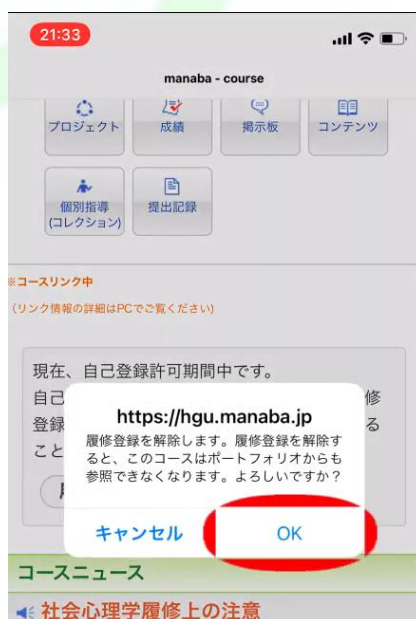 21:33
manaba - course
プロジェクト
成績
掲示板
コンテンツ
個別指導
(コレクション)
提出記録
※コースリンク中
(リンク情報の詳細はPCでご覧ください)
現在、自己登録許可期間中です。
自己
修
登録
る
こと
https://hgu.manaba.jp
履修登録を解除します。履修登録を解除す
ると、このコースはポートフォリオからも
参照できなくなります。よろしいですか？
キャンセル
OK
コースニュース
社会心理学履修上の注意